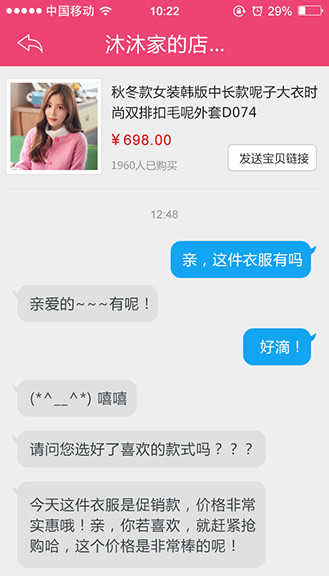 中国移动
10:22
29%
沐沐家的店...
秋冬款女装韩版中长款呢子大衣时
尚双排扣毛呢外套D074
¥698.00
1960人已购买
发送宝贝链接
12:48
亲，这件衣服有吗
亲爱的~~~有呢！
好滴！
(*^__^*) 嘻嘻
请问您选好了喜欢的款式吗？？？
今天这件衣服是促销款，价格非常
实惠哦！亲，你若喜欢，就赶紧抢
购哈，这个价格是非常棒的呢！